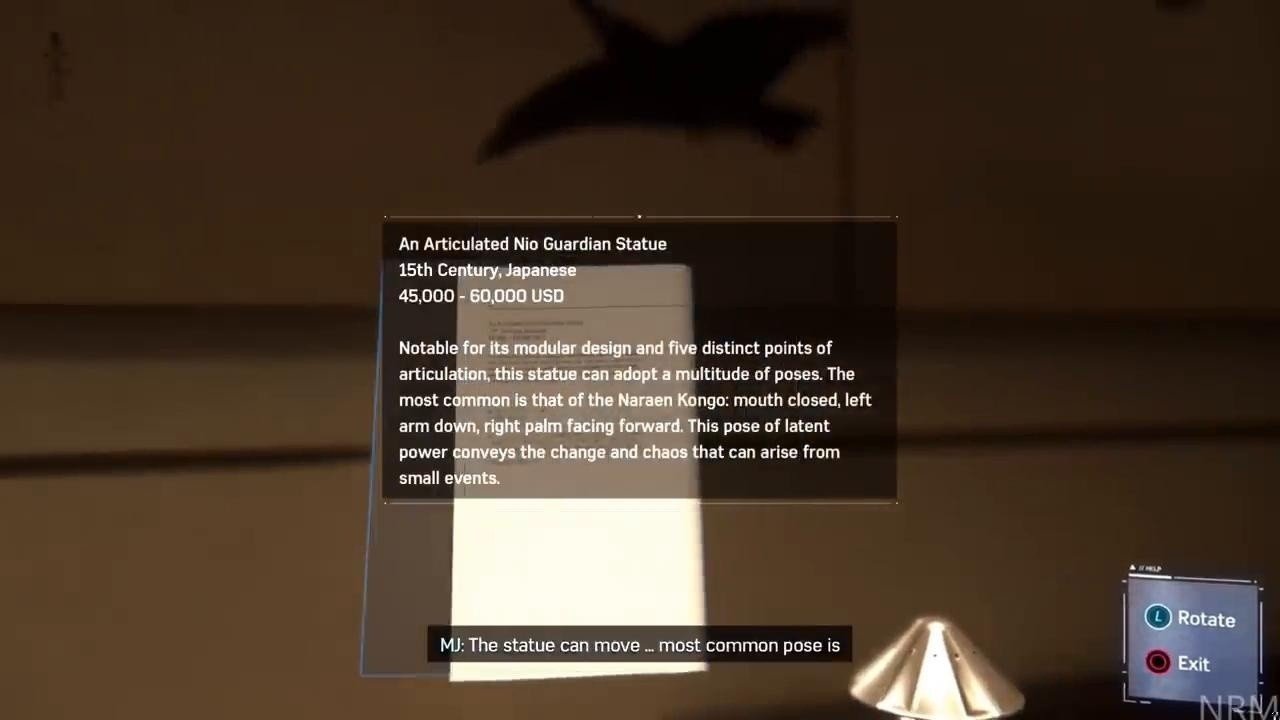 An Articulated Nio Guardian Statue
15th Century, Japanese
45,000 - 60,000 USD
Notable for its modular design and five distinct points of
articulation, this statue can adopt a multitude of poses. The
most common is that of the Naraen Kongo: mouth closed, left
arm down, right palm facing forward. This pose of latent
power conveys the change and chaos that can arise from
small events.
// HELP
L Rotate
Exit
MJ: The statue can move ... most common pose is
NRM